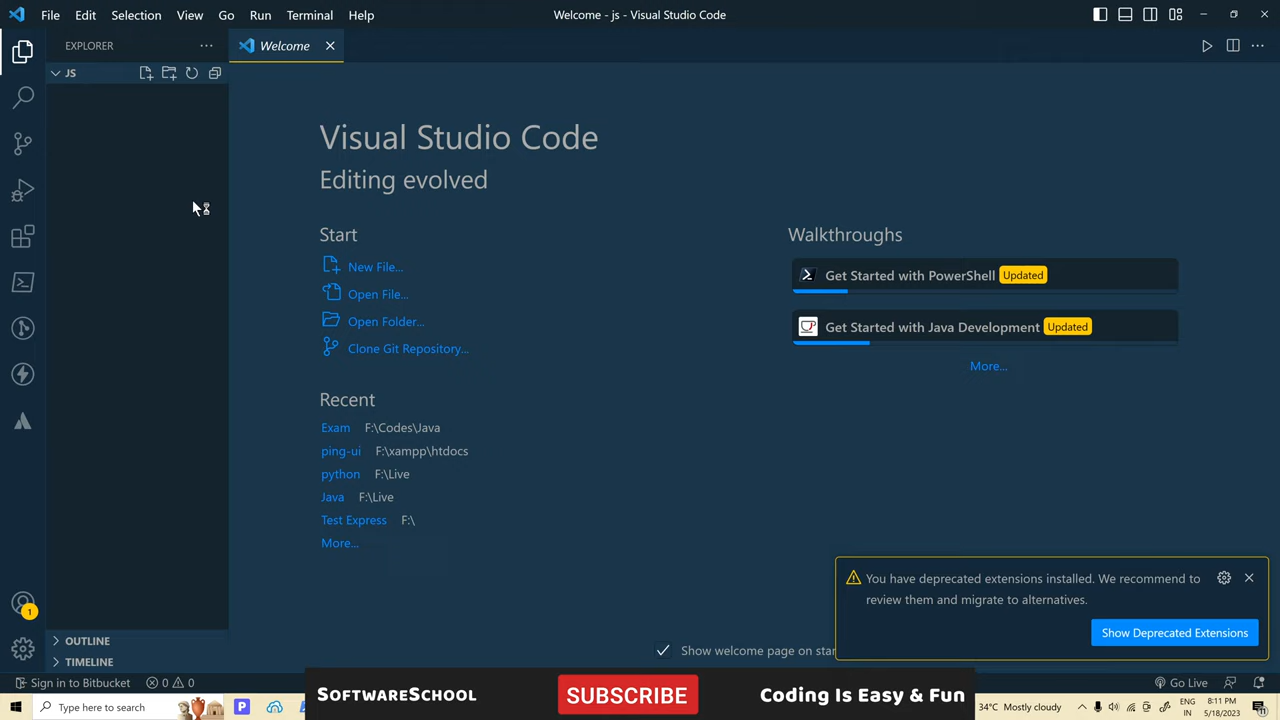 File Edit Selection View Go Run Terminal Help
Welcome - js - Visual Studio Code
EXPLORER
Welcome
JS
Visual Studio Code
Editing evolved
Start
New File...
Open File...
Open Folder...
Clone Git Repository...
Recent
Exam F:\Codes\Java
ping-ui F:\xampp\htdocs
python F:\Live
Java F:\Live
Test Express F:\
More...
Walkthroughs
Get Started with PowerShell Updated
Get Started with Java Development Updated
More...
You have deprecated extensions installed. We recommend to
review them and migrate to alternatives.
Show Deprecated Extensions
Show welcome page on
OUTLINE
TIMELINE
1
Sign in to Bitbucket 0 0
Go Live
Type here to search
SOFTWARESCHOOL
SUBSCRIBE
Coding Is Easy & Fun
34°C Mostly cloudy
ENG
IN
8:11 PM
5/18/2023
11